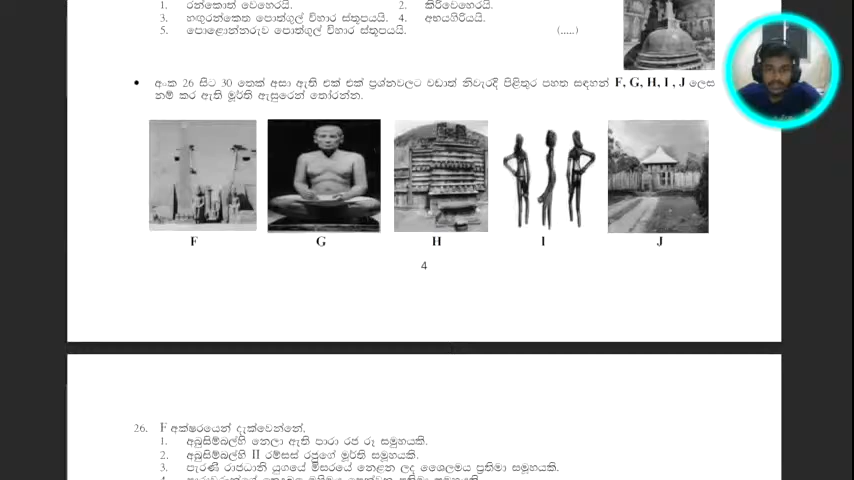 1. රන්කොත් වෙහෙරයි. 2. කිරිවෙහෙරයි.
3. හඟුරන්කෙත පොත්ගුල් විහාර ස්තූපයයි. 4. අභයගිරියයි.
5. පොළොන්නරුව පොත්ගුල් විහාර ස්තූපයයි. (.....)
• අංක 26 සිට 30 තෙක් අසා ඇති එක් එක් ප්‍රශ්නවලට වඩාත් නිවැරදි පිළිතුර පහත සඳහන් F, G, H, I , J ලෙස
නම් කර ඇති මූර්ති ඇසුරෙන් තෝරන්න.
F G H I J
4
26. F අක්ෂරයෙන් දැක්වෙන්නේ,
1. අබුසිම්බල්හි නෙලා ඇති පාරා රජ රූ සමූහයකි.
2. අබුසිම්බල්හි II රම්සස් රජුගේ මූර්ති සමූහයකි.
3. පැරණි රාජධානි යුගයේ මිසරයේ නෙළන ලද ශෛලමය ප්‍රතිමා සමූහයකි.